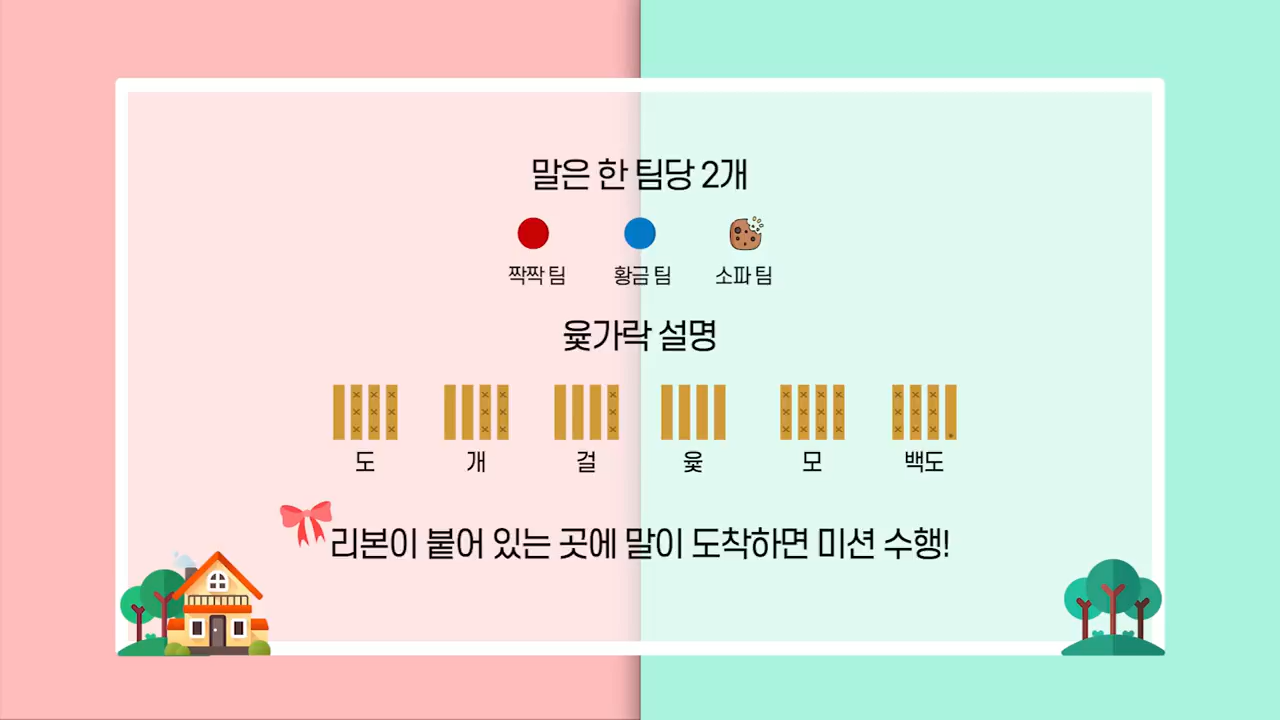 말은 한 팀당 2개
짝짝 팀 황금 팀 소파 팀
윷가락 설명
도 개 걸 윷 모 백도
리본이 붙어 있는 곳에 말이 도착하면 미션 수행!